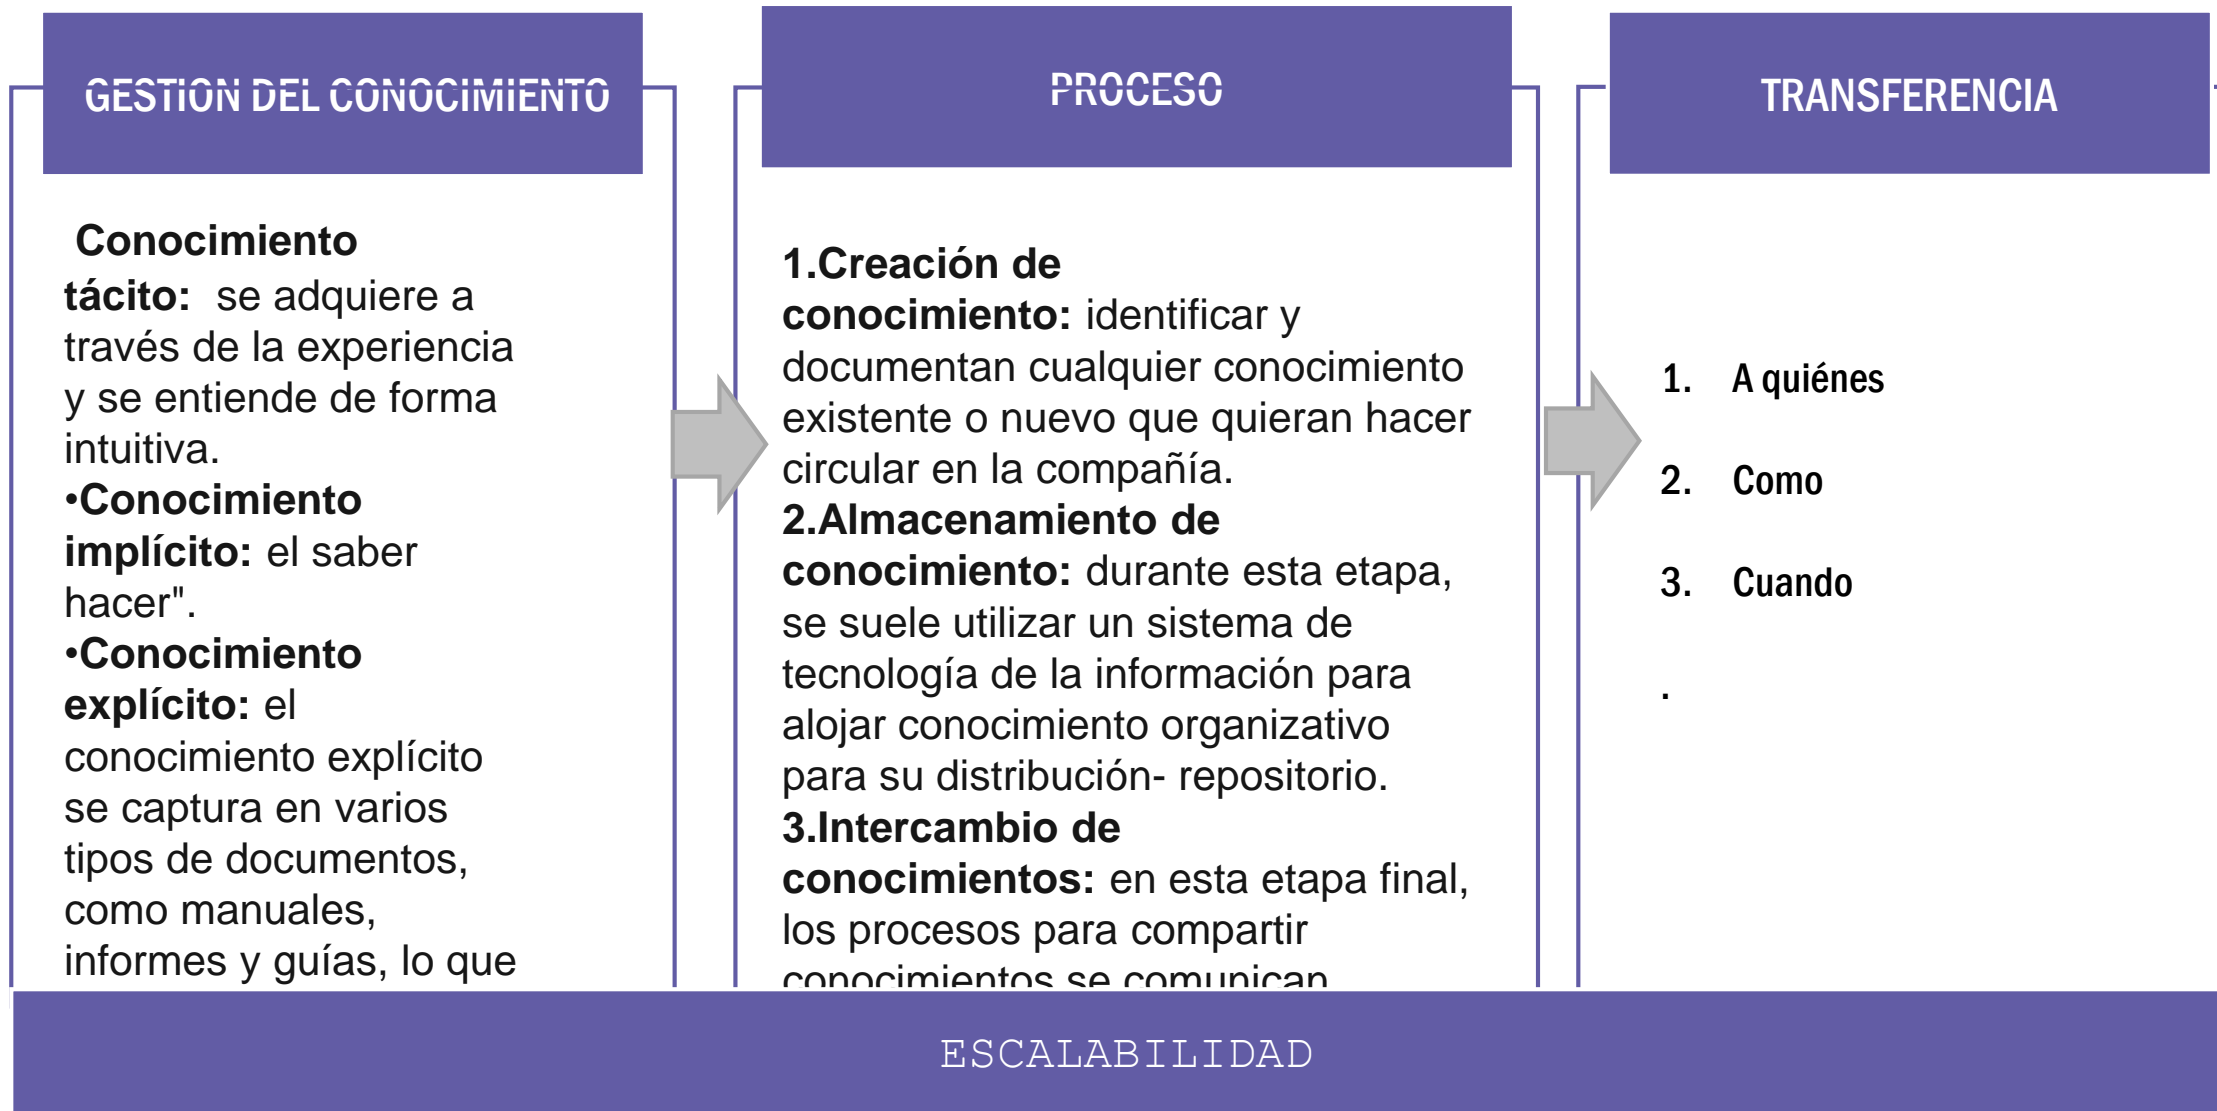 GESTION DEL CONOCIMIENTO
Conocimiento
tácito: se adquiere a
través de la experiencia
y se entiende de forma
intuitiva.
•Conocimiento
implícito: el saber
hacer".
•Conocimiento
explícito: el
conocimiento explícito
se captura en varios
tipos de documentos,
como manuales,
informes y guías, lo que
PROCESO
1.Creación de
conocimiento: identificar y
documentan cualquier conocimiento
existente o nuevo que quieran hacer
circular en la compañía.
2.Almacenamiento de
conocimiento: durante esta etapa,
se suele utilizar un sistema de
tecnología de la información para
alojar conocimiento organizativo
para su distribución- repositorio.
3.Intercambio de
conocimientos: en esta etapa final,
los procesos para compartir
conocimientos se comunican
TRANSFERENCIA
1. A quiénes
2. Como
3. Cuando
.
ESCALABILIDAD